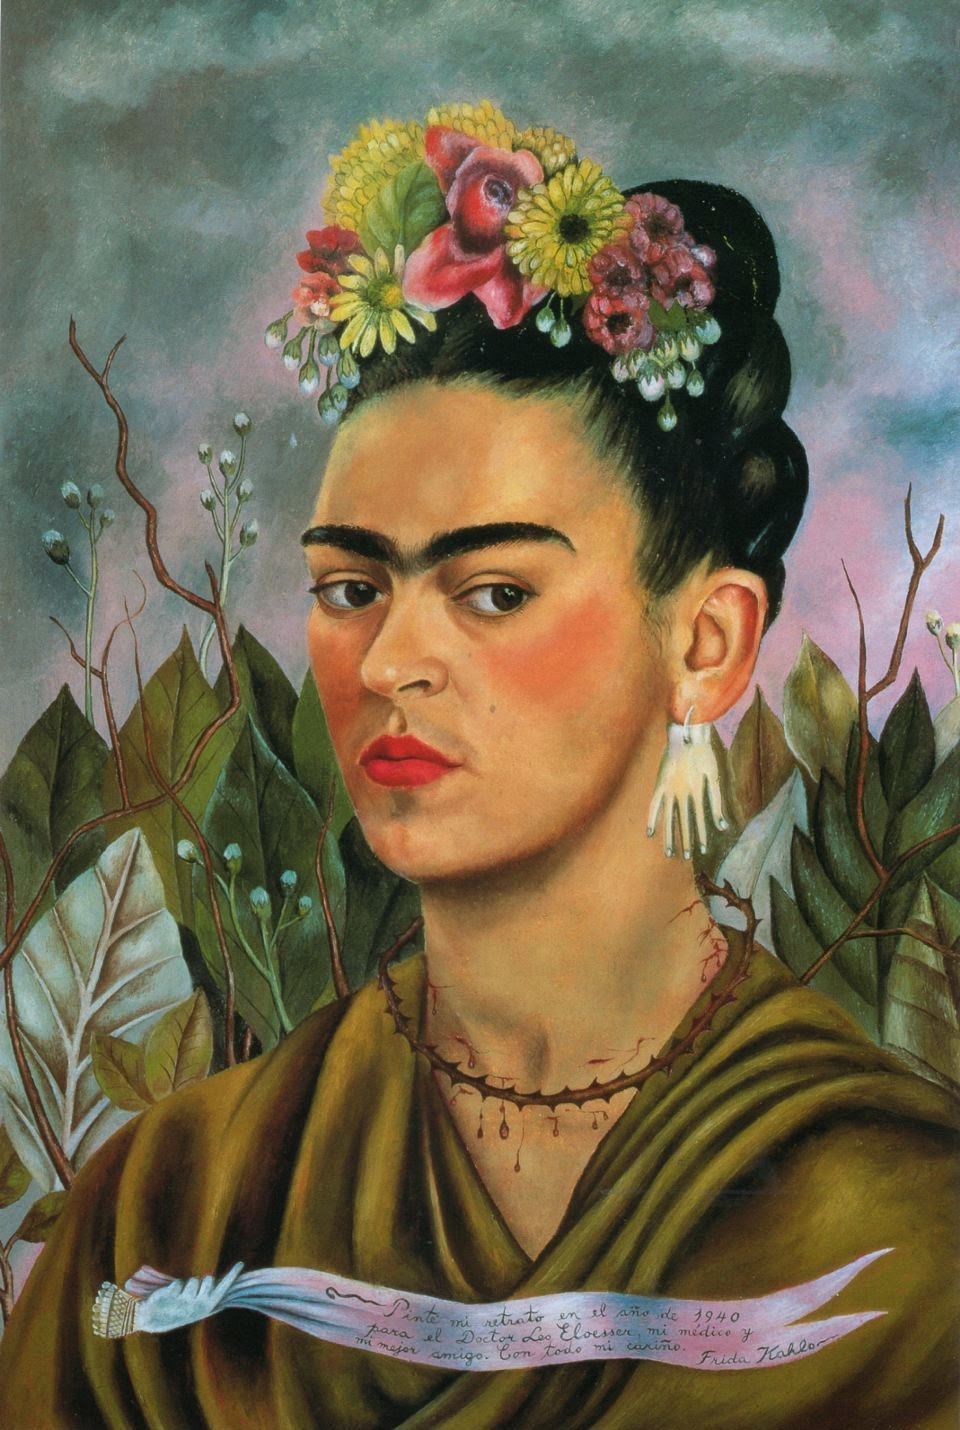 Pinte mi retrato en el año de 1940
para el Doctor Leo Eloesser, mi médico y
mi mejor amigo. Con todo mi cariño.
Frida Kahlo